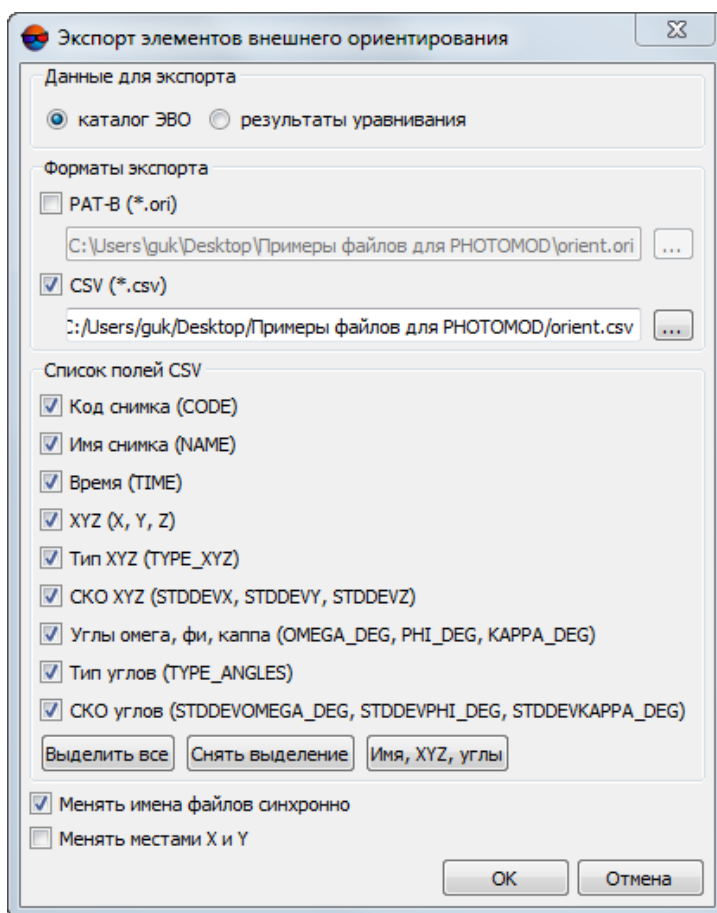 Экспорт элементов внешнего ориентирования
Данные для экспорта
каталог ЭВО результаты уравнивания
Форматы экспорта
PAT-B (*.ori)
C:\Users\guk\Desktop\Примеры файлов для PHOTOMOD\orient.ori ...
CSV (*.csv)
C:/Users/guk/Desktop/Примеры файлов для PHOTOMOD/orient.csv ...
Список полей CSV
Код снимка (CODE)
Имя снимка (NAME)
Время (TIME)
XYZ (X, Y, Z)
Тип XYZ (TYPE_XYZ)
СКО XYZ (STDDEVX, STDDEVY, STDDEVZ)
Углы омега, фи, каппа (OMEGA_DEG, PHI_DEG, KAPPA_DEG)
Тип углов (TYPE_ANGLES)
СКО углов (STDDEVOMEGA_DEG, STDDEVPHI_DEG, STDDEVKAPPA_DEG)
Выделить все Снять выделение Имя, XYZ, углы
Менять имена файлов синхронно
Менять местами X и Y
OK Отмена